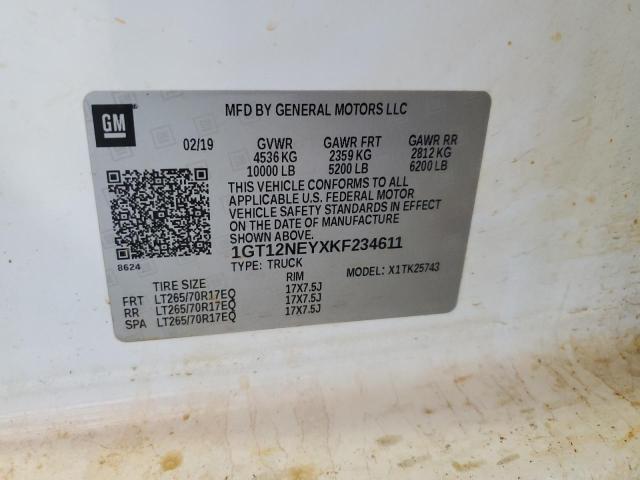 GM
MFD BY GENERAL MOTORS LLC
02/19 GVWR GAWR FRT GAWR RR
4536 KG 2359 KG 2812 KG
10000 LB 5200 LB 6200 LB
THIS VEHICLE CONFORMS TO ALL
APPLICABLE U.S. FEDERAL MOTOR
VEHICLE SAFETY STANDARDS IN EFFECT
ON THE DATE OF MANUFACTURE
SHOWN ABOVE.
1GT12NEYXKF234611
8624 TYPE: TRUCK MODEL: X1TK25743
TIRE SIZE RIM
FRT LT265/70R17EQ 17X7.5J
RR LT265/70R17EQ 17X7.5J
SPA LT265/70R17EQ 17X7.5J